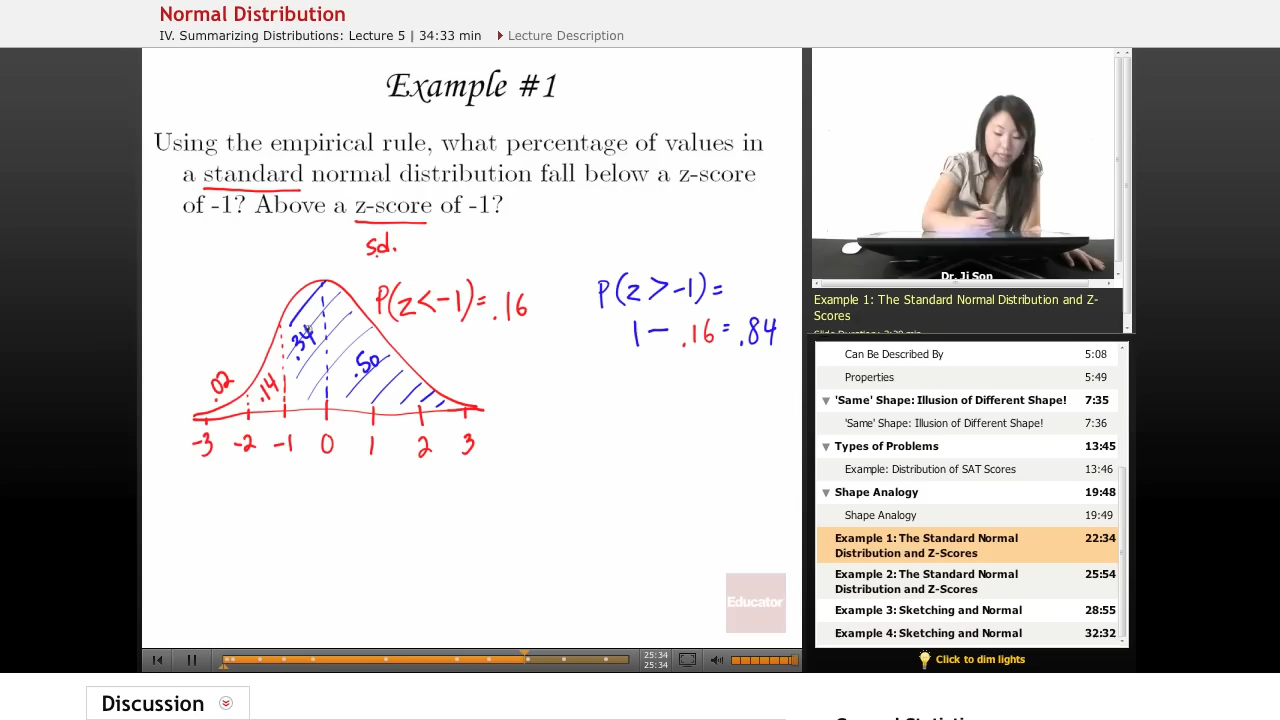 Normal Distribution
IV. Summarizing Distributions: Lecture 5 | 34:33 min
Lecture Description
Example #1
Using the empirical rule, what percentage of values in
a standard normal distribution fall below a z-score
of -1? Above a z-score of -1?
sd.
P(z < -1) = .16
P(z > -1) =
1 - .16 = .84
.34
.50
.02
.14
-3 -2 -1 0 1 2 3
Educator
25:34
25:34
Dr. Ji Son
Example 1: The Standard Normal Distribution and Z-
Scores
Can Be Described By 5:08
Properties 5:49
'Same' Shape: Illusion of Different Shape! 7:35
'Same' Shape: Illusion of Different Shape! 7:36
Types of Problems 13:45
Example: Distribution of SAT Scores 13:46
Shape Analogy 19:48
Shape Analogy 19:49
Example 1: The Standard Normal 22:34
Distribution and Z-Scores
Example 2: The Standard Normal 25:54
Distribution and Z-Scores
Example 3: Sketching and Normal 28:55
Example 4: Sketching and Normal 32:32
Click to dim lights
Discussion